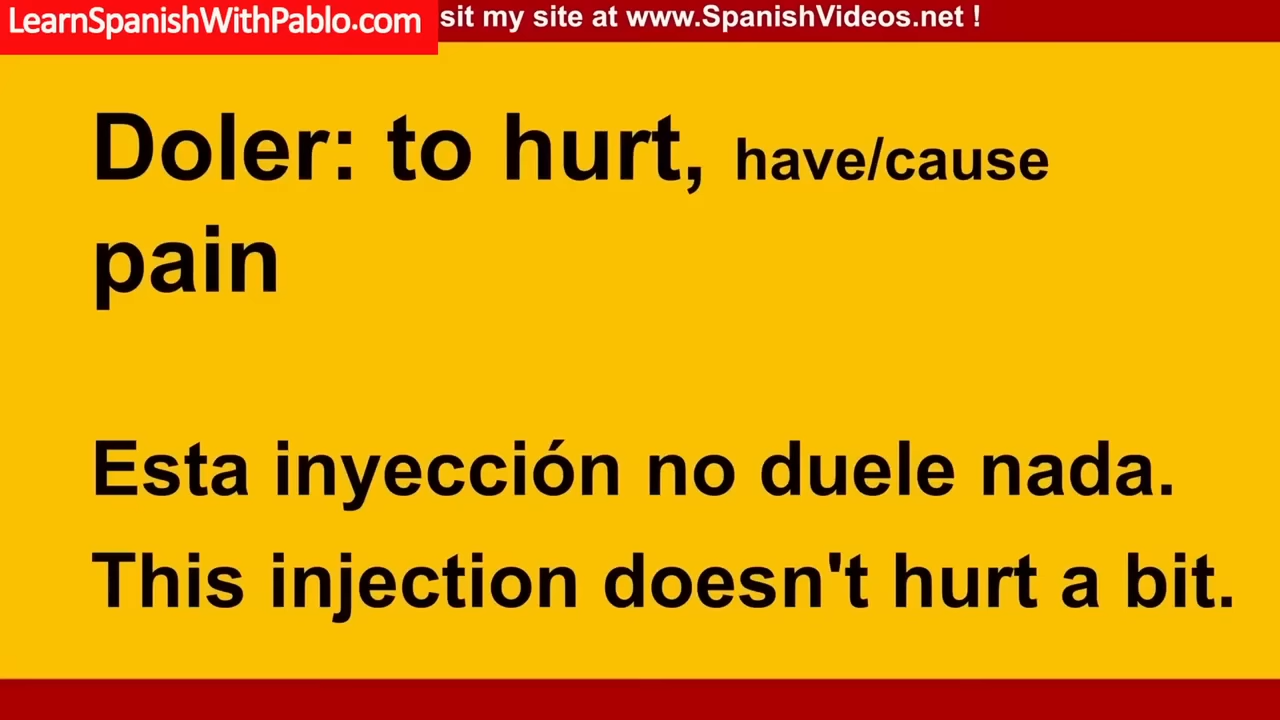 LearnSpanishWithPablo.com
sit my site at www.SpanishVideos.net !
Doler: to hurt, have/cause
pain
Esta inyección no duele nada.
This injection doesn't hurt a bit.